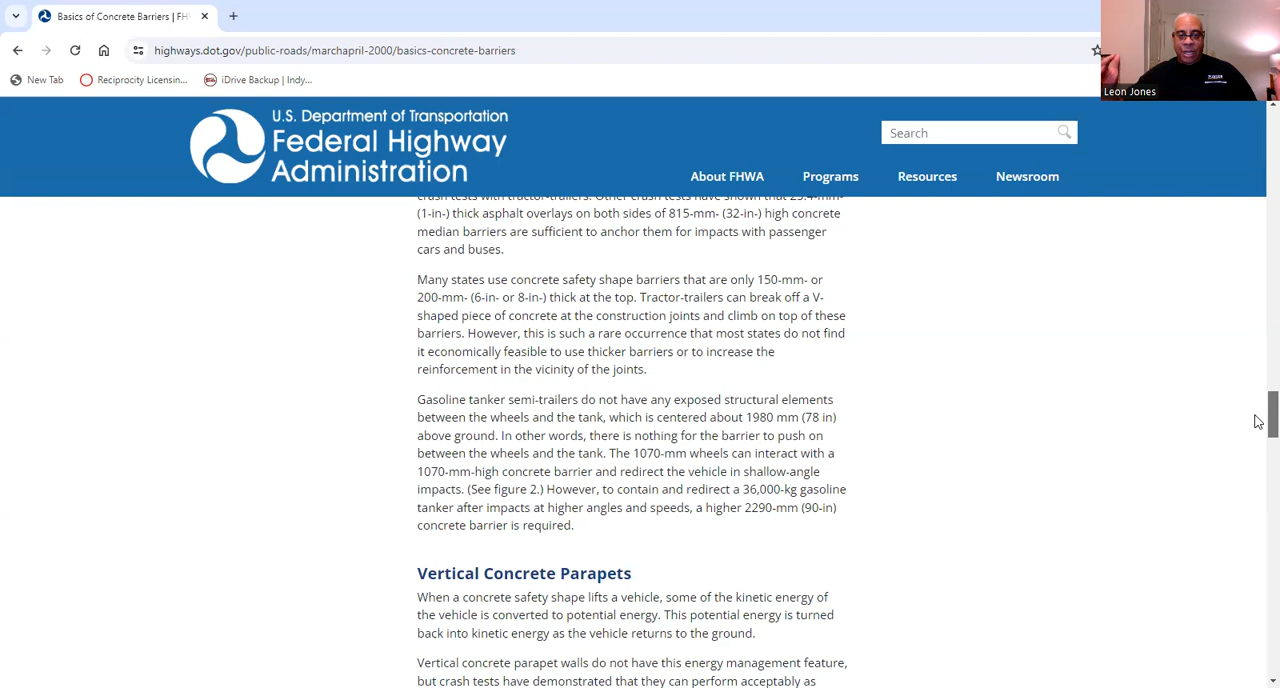 Basics of Concrete Barriers | FH
highways.dot.gov/public-roads/marchapril-2000/basics-concrete-barriers
New Tab
Reciprocity Licensin...
iDrive Backup | Indy...
Leon Jones
U.S. Department of Transportation
Federal Highway
Administration
Search
About FHWA
Programs
Resources
Newsroom
crash tests with tractor-trailers. Other crash tests have shown that 25.4-mm-
(1-in-) thick asphalt overlays on both sides of 815-mm- (32-in-) high concrete
median barriers are sufficient to anchor them for impacts with passenger
cars and buses.
Many states use concrete safety shape barriers that are only 150-mm- or
200-mm- (6-in- or 8-in-) thick at the top. Tractor-trailers can break off a V-
shaped piece of concrete at the construction joints and climb on top of these
barriers. However, this is such a rare occurrence that most states do not find
it economically feasible to use thicker barriers or to increase the
reinforcement in the vicinity of the joints.
Gasoline tanker semi-trailers do not have any exposed structural elements
between the wheels and the tank, which is centered about 1980 mm (78 in)
above ground. In other words, there is nothing for the barrier to push on
between the wheels and the tank. The 1070-mm wheels can interact with a
1070-mm-high concrete barrier and redirect the vehicle in shallow-angle
impacts. (See figure 2.) However, to contain and redirect a 36,000-kg gasoline
tanker after impacts at higher angles and speeds, a higher 2290-mm (90-in)
concrete barrier is required.
Vertical Concrete Parapets
When a concrete safety shape lifts a vehicle, some of the kinetic energy of
the vehicle is converted to potential energy. This potential energy is turned
back into kinetic energy as the vehicle returns to the ground.
Vertical concrete parapet walls do not have this energy management feature,
but crash tests have demonstrated that they can perform acceptably as